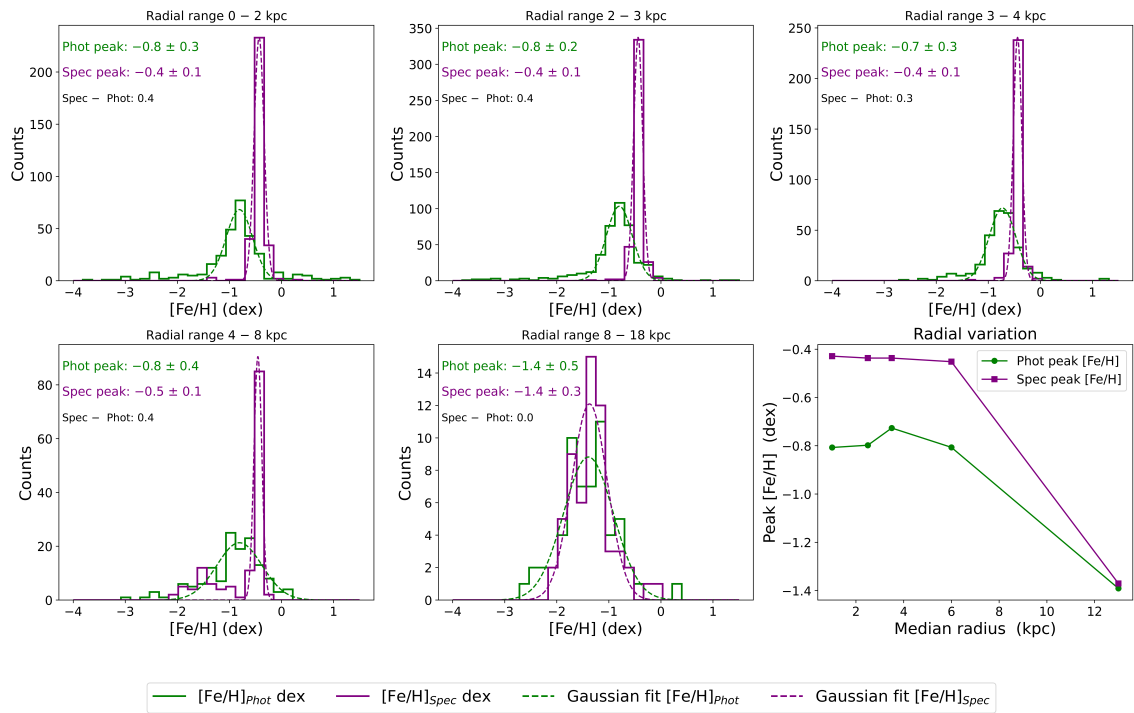 Radial range 0 − 2 kpc
Phot peak: −0.8 ± 0.3
Spec peak: −0.4 ± 0.1
Spec − Phot: 0.4
Counts
200
150
100
50
0
−4 −3 −2 −1 0 1
[Fe/H] (dex)
Radial range 2 − 3 kpc
Phot peak: −0.8 ± 0.2
Spec peak: −0.4 ± 0.1
Spec − Phot: 0.4
Counts
350
300
250
200
150
100
50
0
−4 −3 −2 −1 0 1
[Fe/H] (dex)
Radial range 3 − 4 kpc
Phot peak: −0.7 ± 0.3
Spec peak: −0.4 ± 0.1
Spec − Phot: 0.3
Counts
250
200
150
100
50
0
−4 −3 −2 −1 0 1
[Fe/H] (dex)
Radial range 4 − 8 kpc
Phot peak: −0.8 ± 0.4
Spec peak: −0.5 ± 0.1
Spec − Phot: 0.4
Counts
80
60
40
20
0
−4 −3 −2 −1 0 1
[Fe/H] (dex)
Radial range 8 − 18 kpc
Phot peak: −1.4 ± 0.5
Spec peak: −1.4 ± 0.3
Spec − Phot: 0.0
Counts
14
12
10
8
6
4
2
0
−4 −3 −2 −1 0 1
[Fe/H] (dex)
Radial variation
Phot peak [Fe/H]
Spec peak [Fe/H]
Peak [Fe/H] (dex)
−0.4
−0.6
−0.8
−1.0
−1.2
−1.4
2 4 6 8 10 12
Median radius (kpc)
[Fe/H]Phot dex [Fe/H]Spec dex Gaussian fit [Fe/H]Phot Gaussian fit [Fe/H]Spec